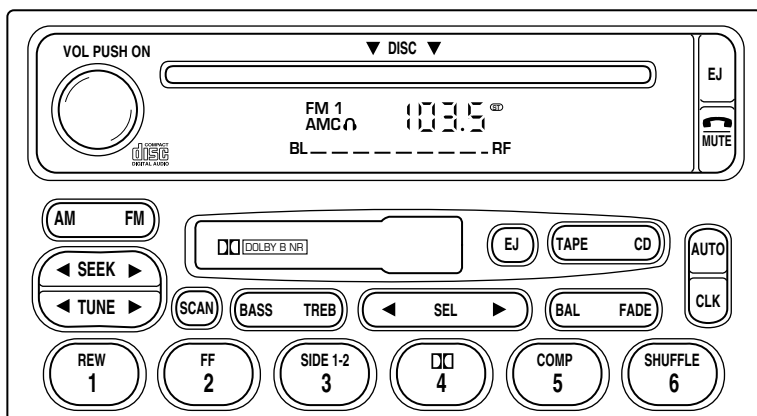 VOL PUSH ON
▼ DISC ▼
EJ
FM 1
103.5 ST
AMC
MUTE
COMPACT
disc
DIGITAL AUDIO
BL RF
AM FM
DOLBY B NR
EJ
TAPE CD
AUTO
◄ SEEK ►
◄ TUNE ►
SCAN
BASS TREB
◄ SEL ►
BAL FADE
CLK
REW
1
FF
2
SIDE 1-2
3
4
COMP
5
SHUFFLE
6